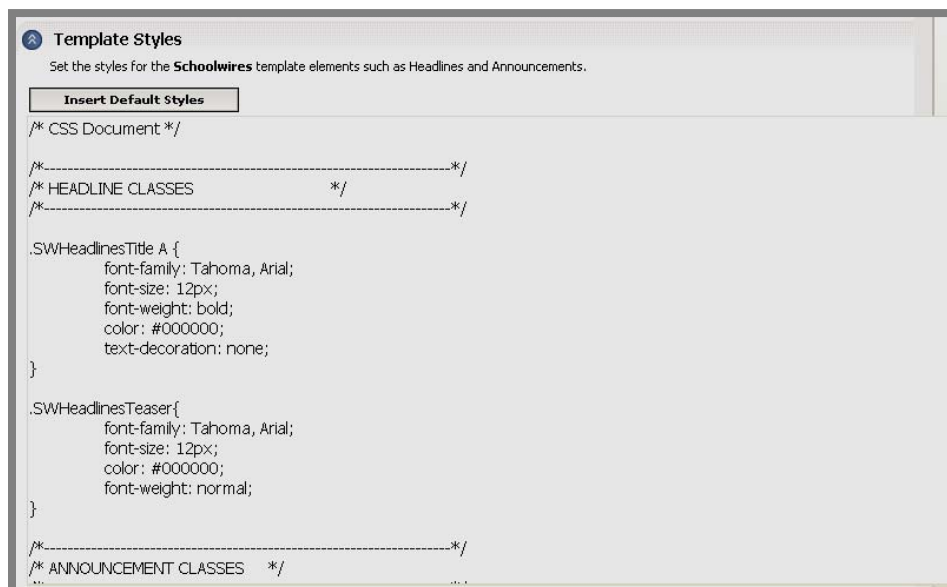 Template Styles
Set the styles for the Schoolwires template elements such as Headlines and Announcements.
Insert Default Styles
/* CSS Document */
/*----------------------------------------------------------------------*/
/* HEADLINE CLASSES */
/*----------------------------------------------------------------------*/
.SWHeadlinesTitle A {
font-family: Tahoma, Arial;
font-size: 12px;
font-weight: bold;
color: #000000;
text-decoration: none;
}
.SWHeadlinesTeaser{
font-family: Tahoma, Arial;
font-size: 12px;
color: #000000;
font-weight: normal;
}
/*----------------------------------------------------------------------*/
/* ANNOUNCEMENT CLASSES */